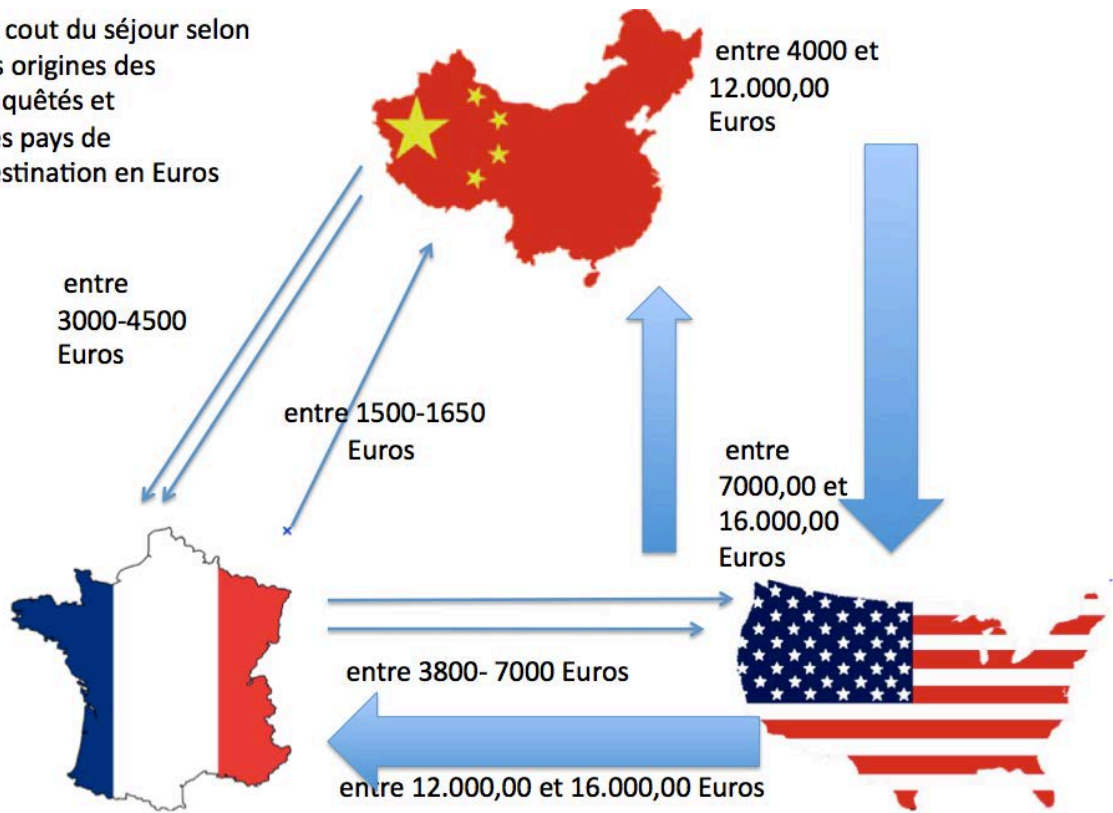 cout du séjour selon
s origines des
quêtés et
es pays de
estination en Euros
entre 4000 et
12.000,00
Euros
entre
3000-4500
Euros
entre 1500-1650
Euros
entre
7000,00 et
16.000,00
Euros
entre 3800- 7000 Euros
entre 12.000,00 et 16.000,00 Euros